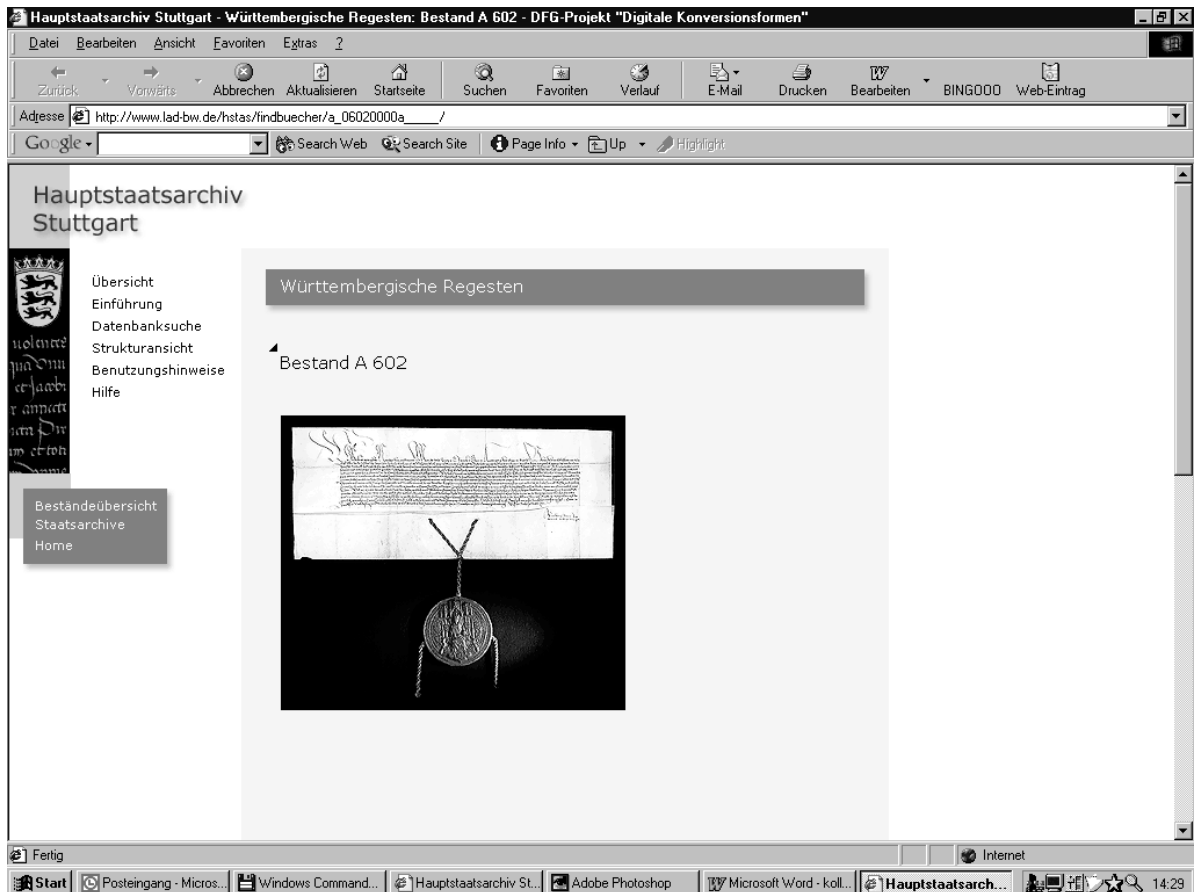 Hauptstaatsarchiv Stuttgart - Württembergische Regesten: Bestand A 602 - DFG-Projekt "Digitale Konversionsformen"
Datei Bearbeiten Ansicht Favoriten Extras ?
Zurück Vorwärts Abbrechen Aktualisieren Startseite Suchen Favoriten Verlauf E-Mail Drucken Bearbeiten BINGOOO Web-Eintrag
Adresse http://www.lad-bw.de/hstas/findbuecher/a_06020000a_____/
Google Search Web Search Site Page Info Up Highlight
Hauptstaatsarchiv
Stuttgart
Übersicht
Einführung
Datenbanksuche
Strukturansicht
Benutzungshinweise
Hilfe
Württembergische Regesten
Bestand A 602
Beständeübersicht
Staatsarchive
Home
Fertig Internet
Start Posteingang - Micros... Windows Command... Hauptstaatsarchiv St... Adobe Photoshop Microsoft Word - koll... Hauptstaatsarch... 14:29